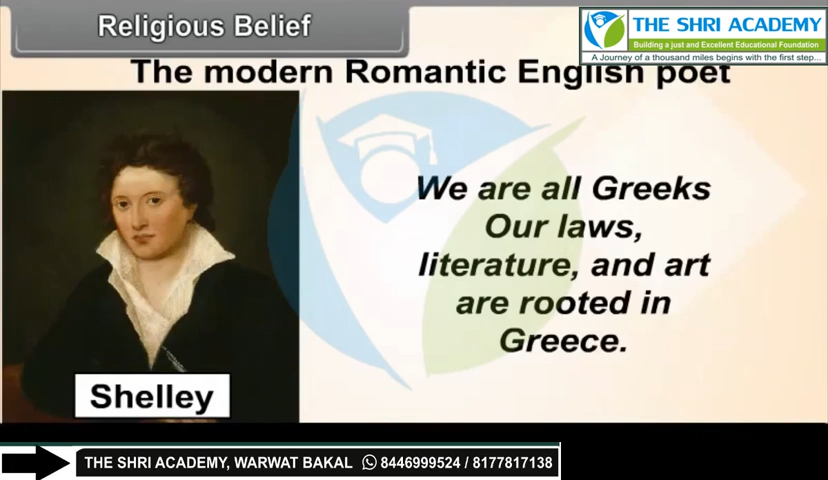 Religious Belief
THE SHRI ACADEMY
Building a just and Excellent Educational Foundation
A Journey of a thousand miles begins with the first step...
The modern Romantic English poet
We are all Greeks
Our laws,
literature, and art
are rooted in
Greece.
Shelley
THE SHRI ACADEMY, WARWAT BAKAL 8446999524 / 8177817138